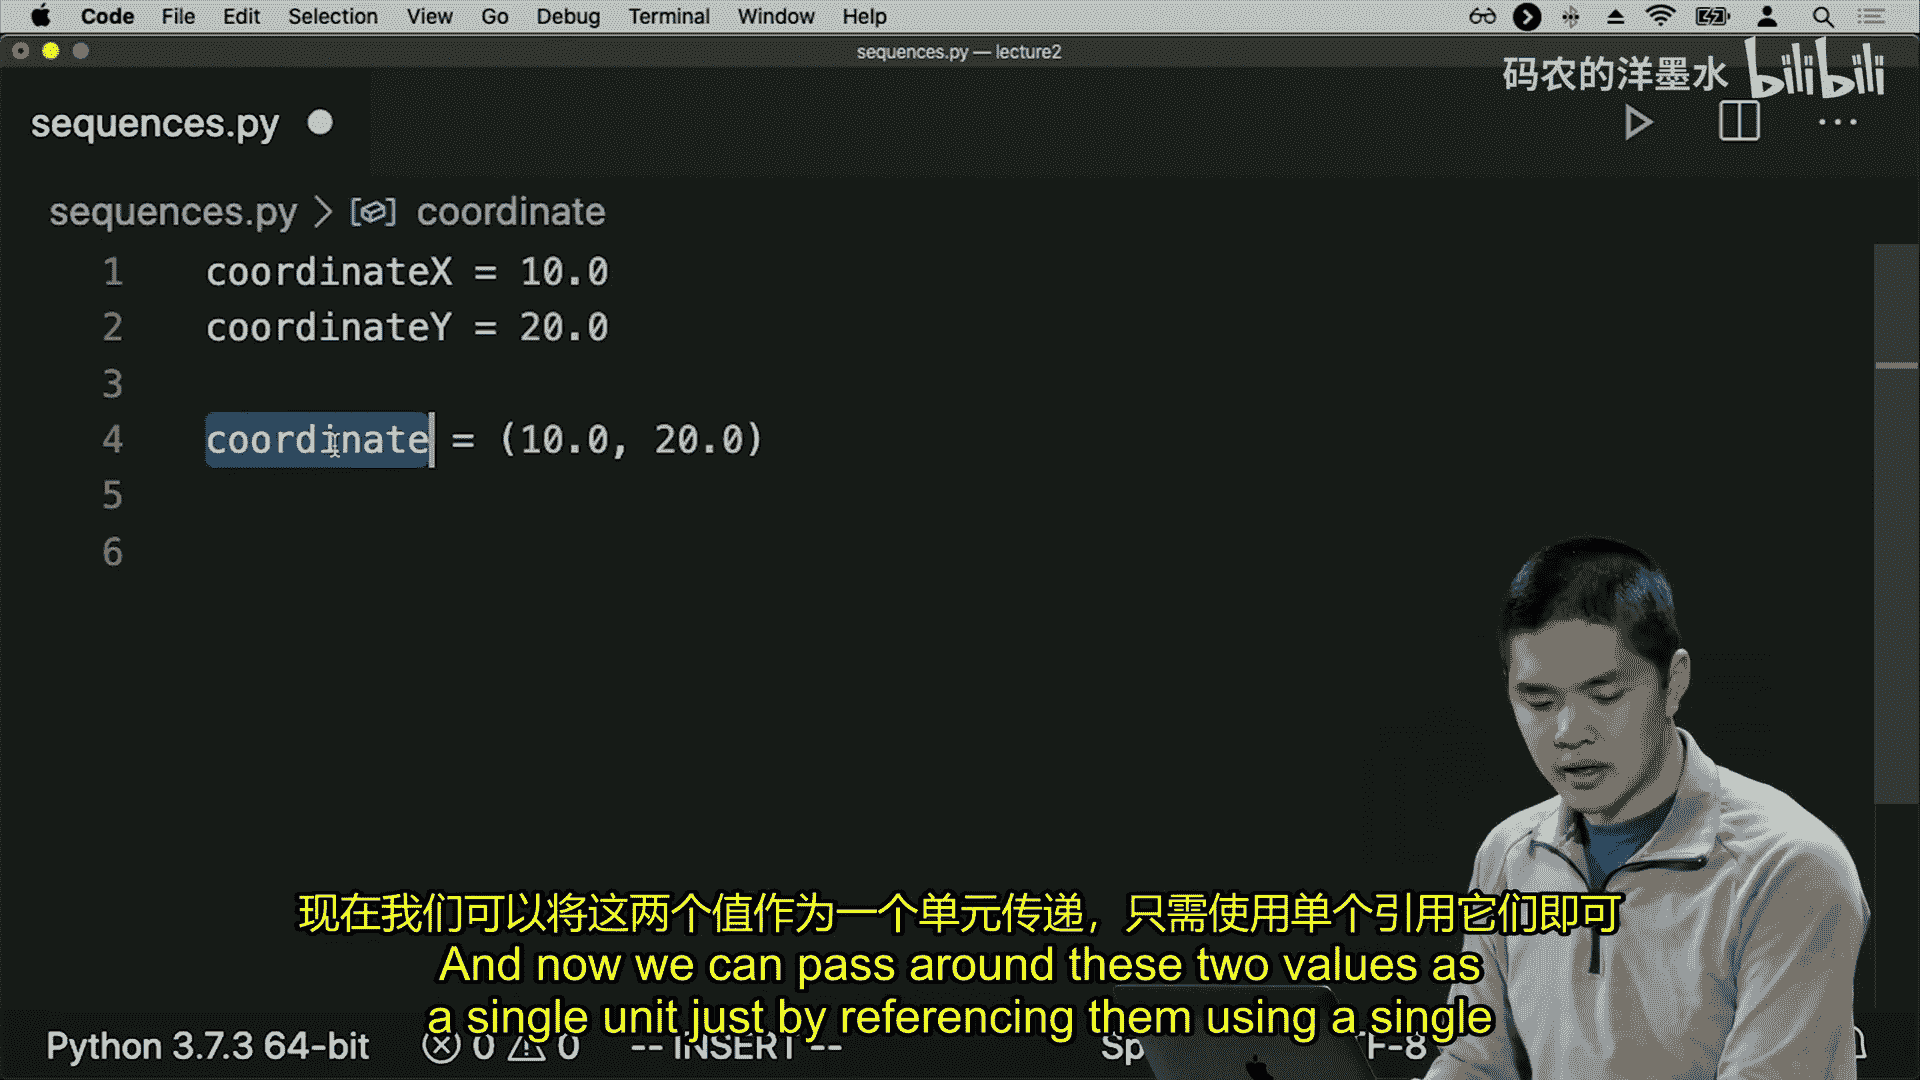 Code File Edit Selection View Go Debug Terminal Window Help
sequences.py — lecture2
码农的洋墨水 bilibili
sequences.py
sequences.py > coordinate
1 coordinateX = 10.0
2 coordinateY = 20.0
3
4 coordinate = (10.0, 20.0)
5
6
现在我们可以将这两个值作为一个单元传递，只需使用单个引用它们即可
And now we can pass around these two values as
a single unit just by referencing them using a single
Python 3.7.3 64-bit 0 0 -- INSERT -- Sp F-8